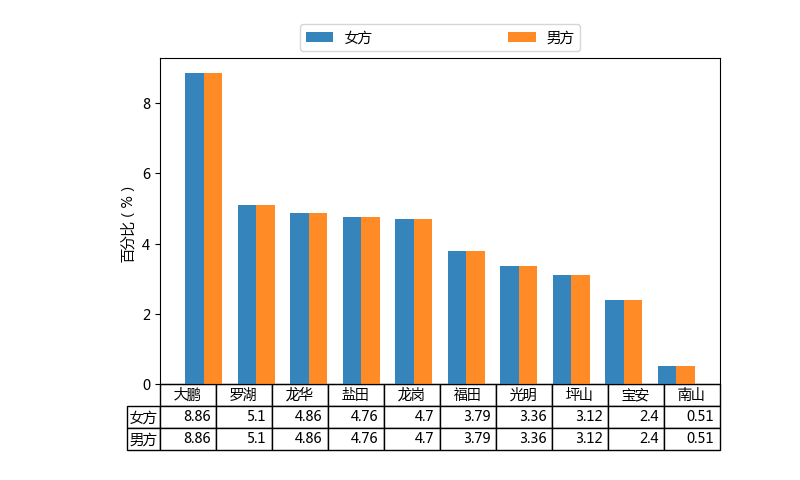 女方 男方
百分比（%）
8
6
4
2
0
大鹏 罗湖 龙华 盐田 龙岗 福田 光明 坪山 宝安 南山
女方 8.86 5.1 4.86 4.76 4.7 3.79 3.36 3.12 2.4 0.51
男方 8.86 5.1 4.86 4.76 4.7 3.79 3.36 3.12 2.4 0.51